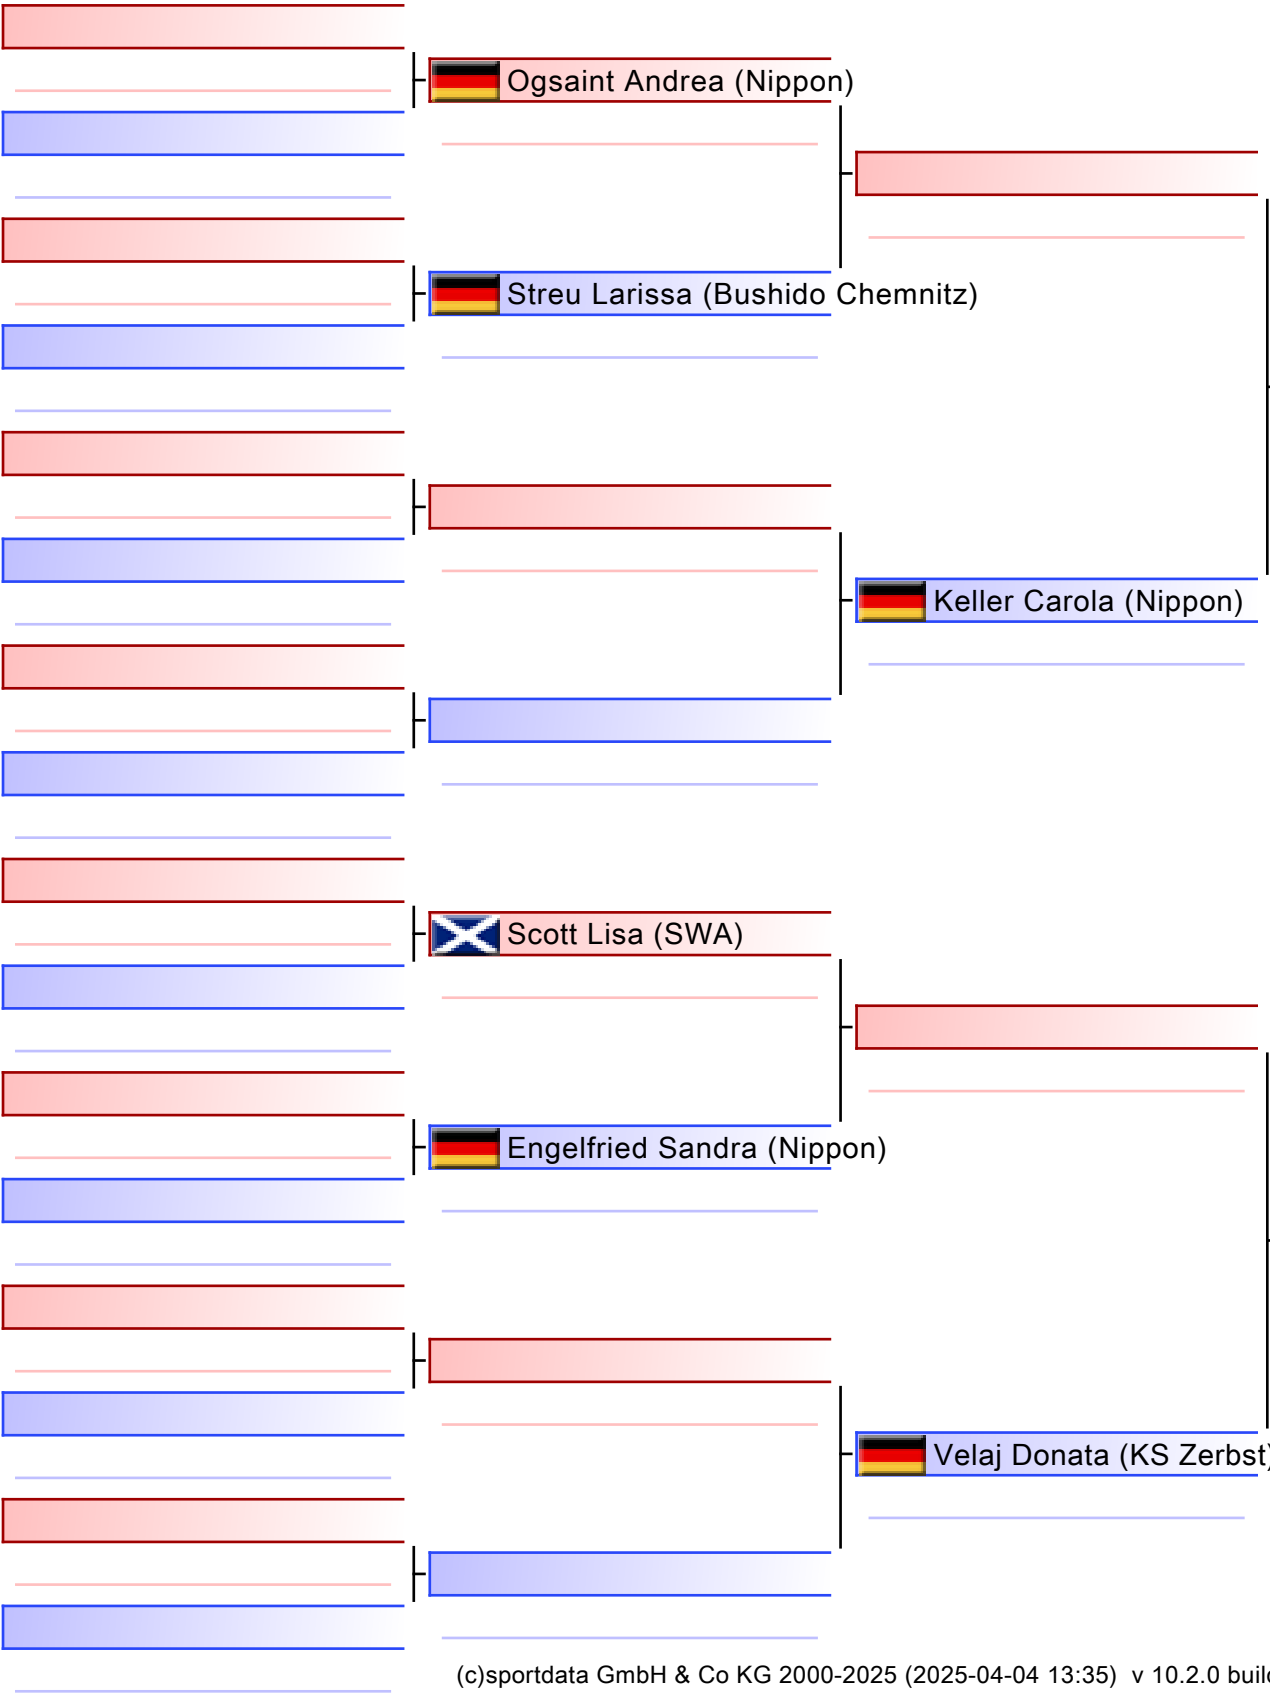 Ogsaint Andrea (Nippon)
Streu Larissa (Bushido Chemnitz)
Keller Carola (Nippon)
Scott Lisa (SWA)
Engelfried Sandra (Nippon)
Velaj Donata (KS Zerbst)
(c)sportdata GmbH & Co KG 2000-2025 (2025-04-04 13:35) v 10.2.0 build